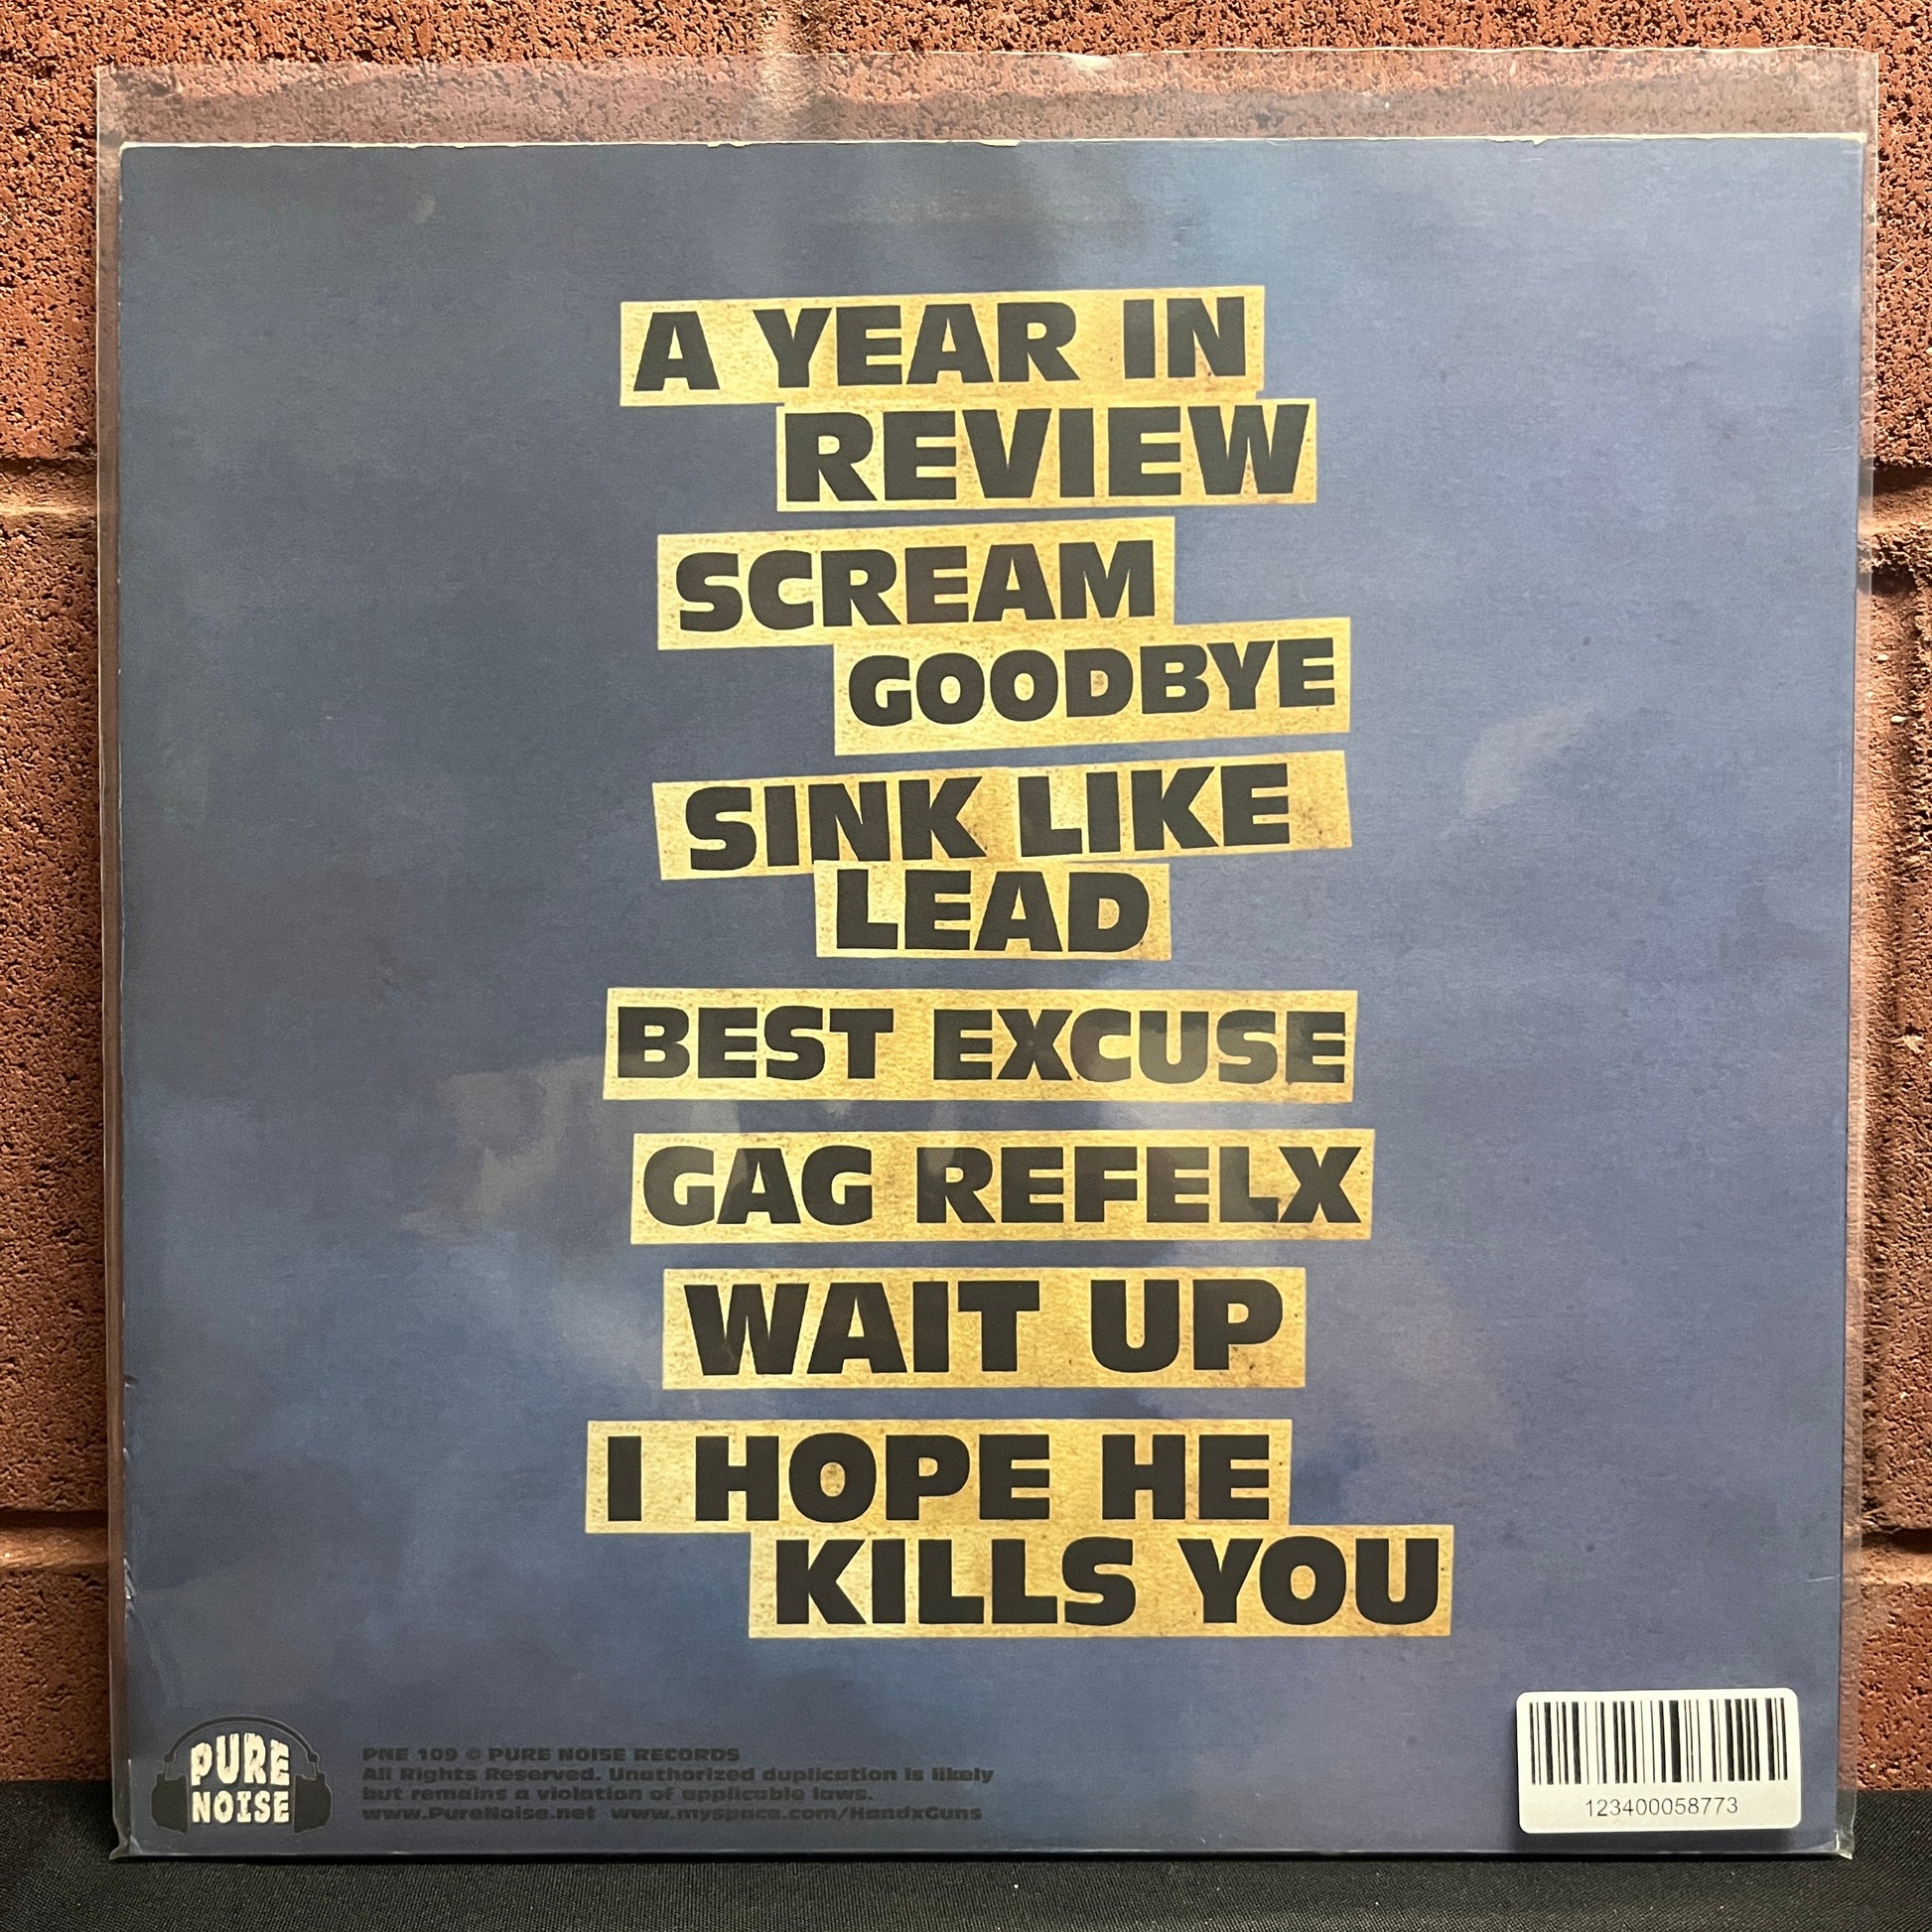 A YEAR IN
REVIEW
SCREAM
GOODBYE
SINK LIKE
LEAD
BEST EXCUSE
GAG REFELX
WAIT UP
I HOPE HE
KILLS YOU
PURE
NOISE
PNE 109 © PURE NOISE RECORDS
All Rights Reserved. Unathorized duplication is likely
but remains a violation of applicable laws.
www.PureNoise.net www.myspace.com/HandxGuns
123400058773